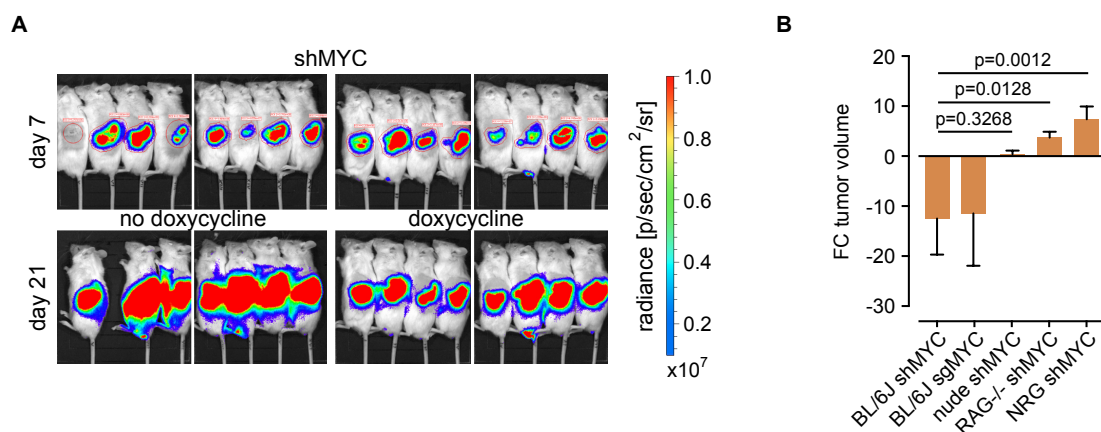 A
shMYC
day 7
no doxycycline
doxycycline
day 21
radiance [p/sec/cm²/sr]
1.0
0.8
0.6
0.4
0.2
x10⁷
B
FC tumor volume
20
10
0
-10
-20
-30
p=0.0012
p=0.0128
p=0.3268
BL/6J shMYC
BL/6J sgMYC
nude shMYC
RAG-/- shMYC
NRG shMYC